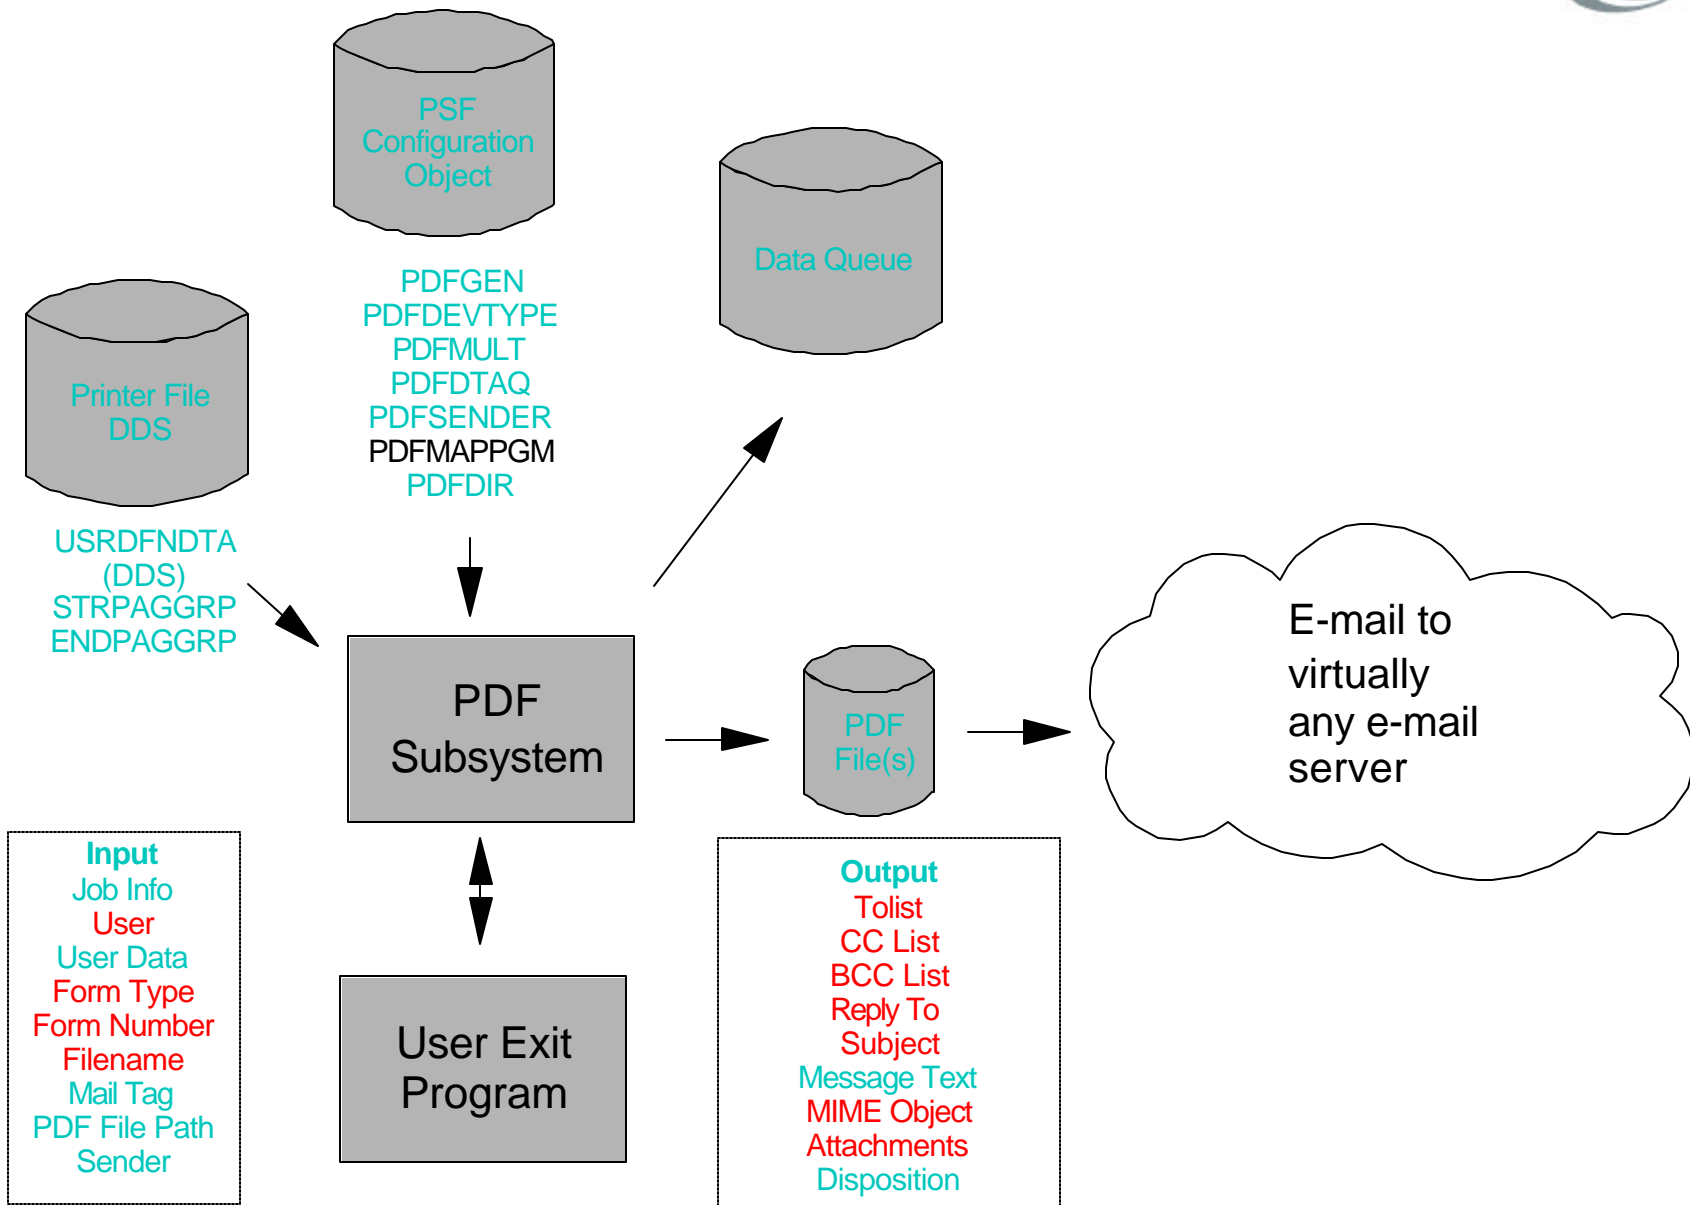 PSF
Configuration
Object
Data Queue
Printer File
DDS
PDFGEN
PDFDEVTYPE
PDFMULT
PDFDTAQ
PDFSENDER
PDFMAPPGM
PDFDIR
USRDFNDTA
(DDS)
STRPAGGRP
ENDPAGGRP
PDF
Subsystem
PDF
File(s)
E-mail to
virtually
any e-mail
server
Input
Job Info
User
User Data
Form Type
Form Number
Filename
Mail Tag
PDF File Path
Sender
User Exit
Program
Output
Tolist
CC List
BCC List
Reply To
Subject
Message Text
MIME Object
Attachments
Disposition